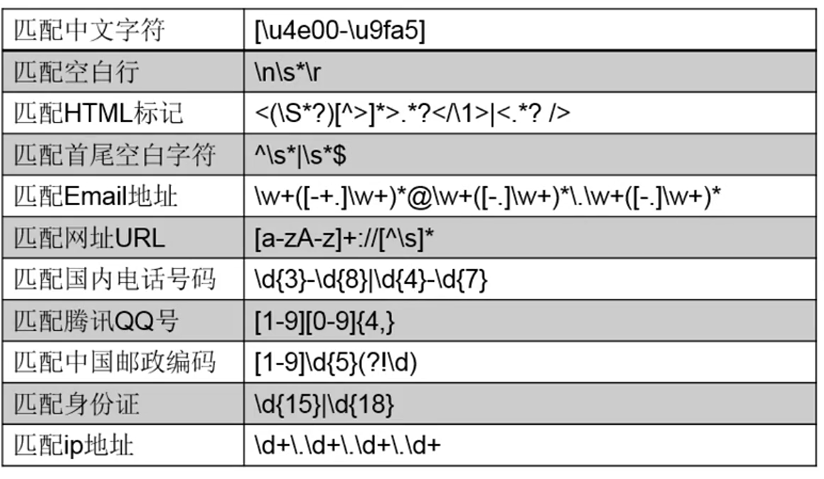 匹配中文字符 [\u4e00-\u9fa5]
匹配空白行 \n\s*\r
匹配HTML标记 <(\S*?)[^>]*>.*?</\1>|<.*? />
匹配首尾空白字符 ^\s*|\s*$
匹配Email地址 \w+([-+.]\w+)*@\w+([-.]\w+)*\.\w+([-.]\w+)*
匹配网址URL [a-zA-z]+://[^\s]*
匹配国内电话号码 \d{3}-\d{8}|\d{4}-\d{7}
匹配腾讯QQ号 [1-9][0-9]{4,}
匹配中国邮政编码 [1-9]\d{5}(?!\d)
匹配身份证 \d{15}|\d{18}
匹配ip地址 \d+\.\d+\.\d+\.\d+